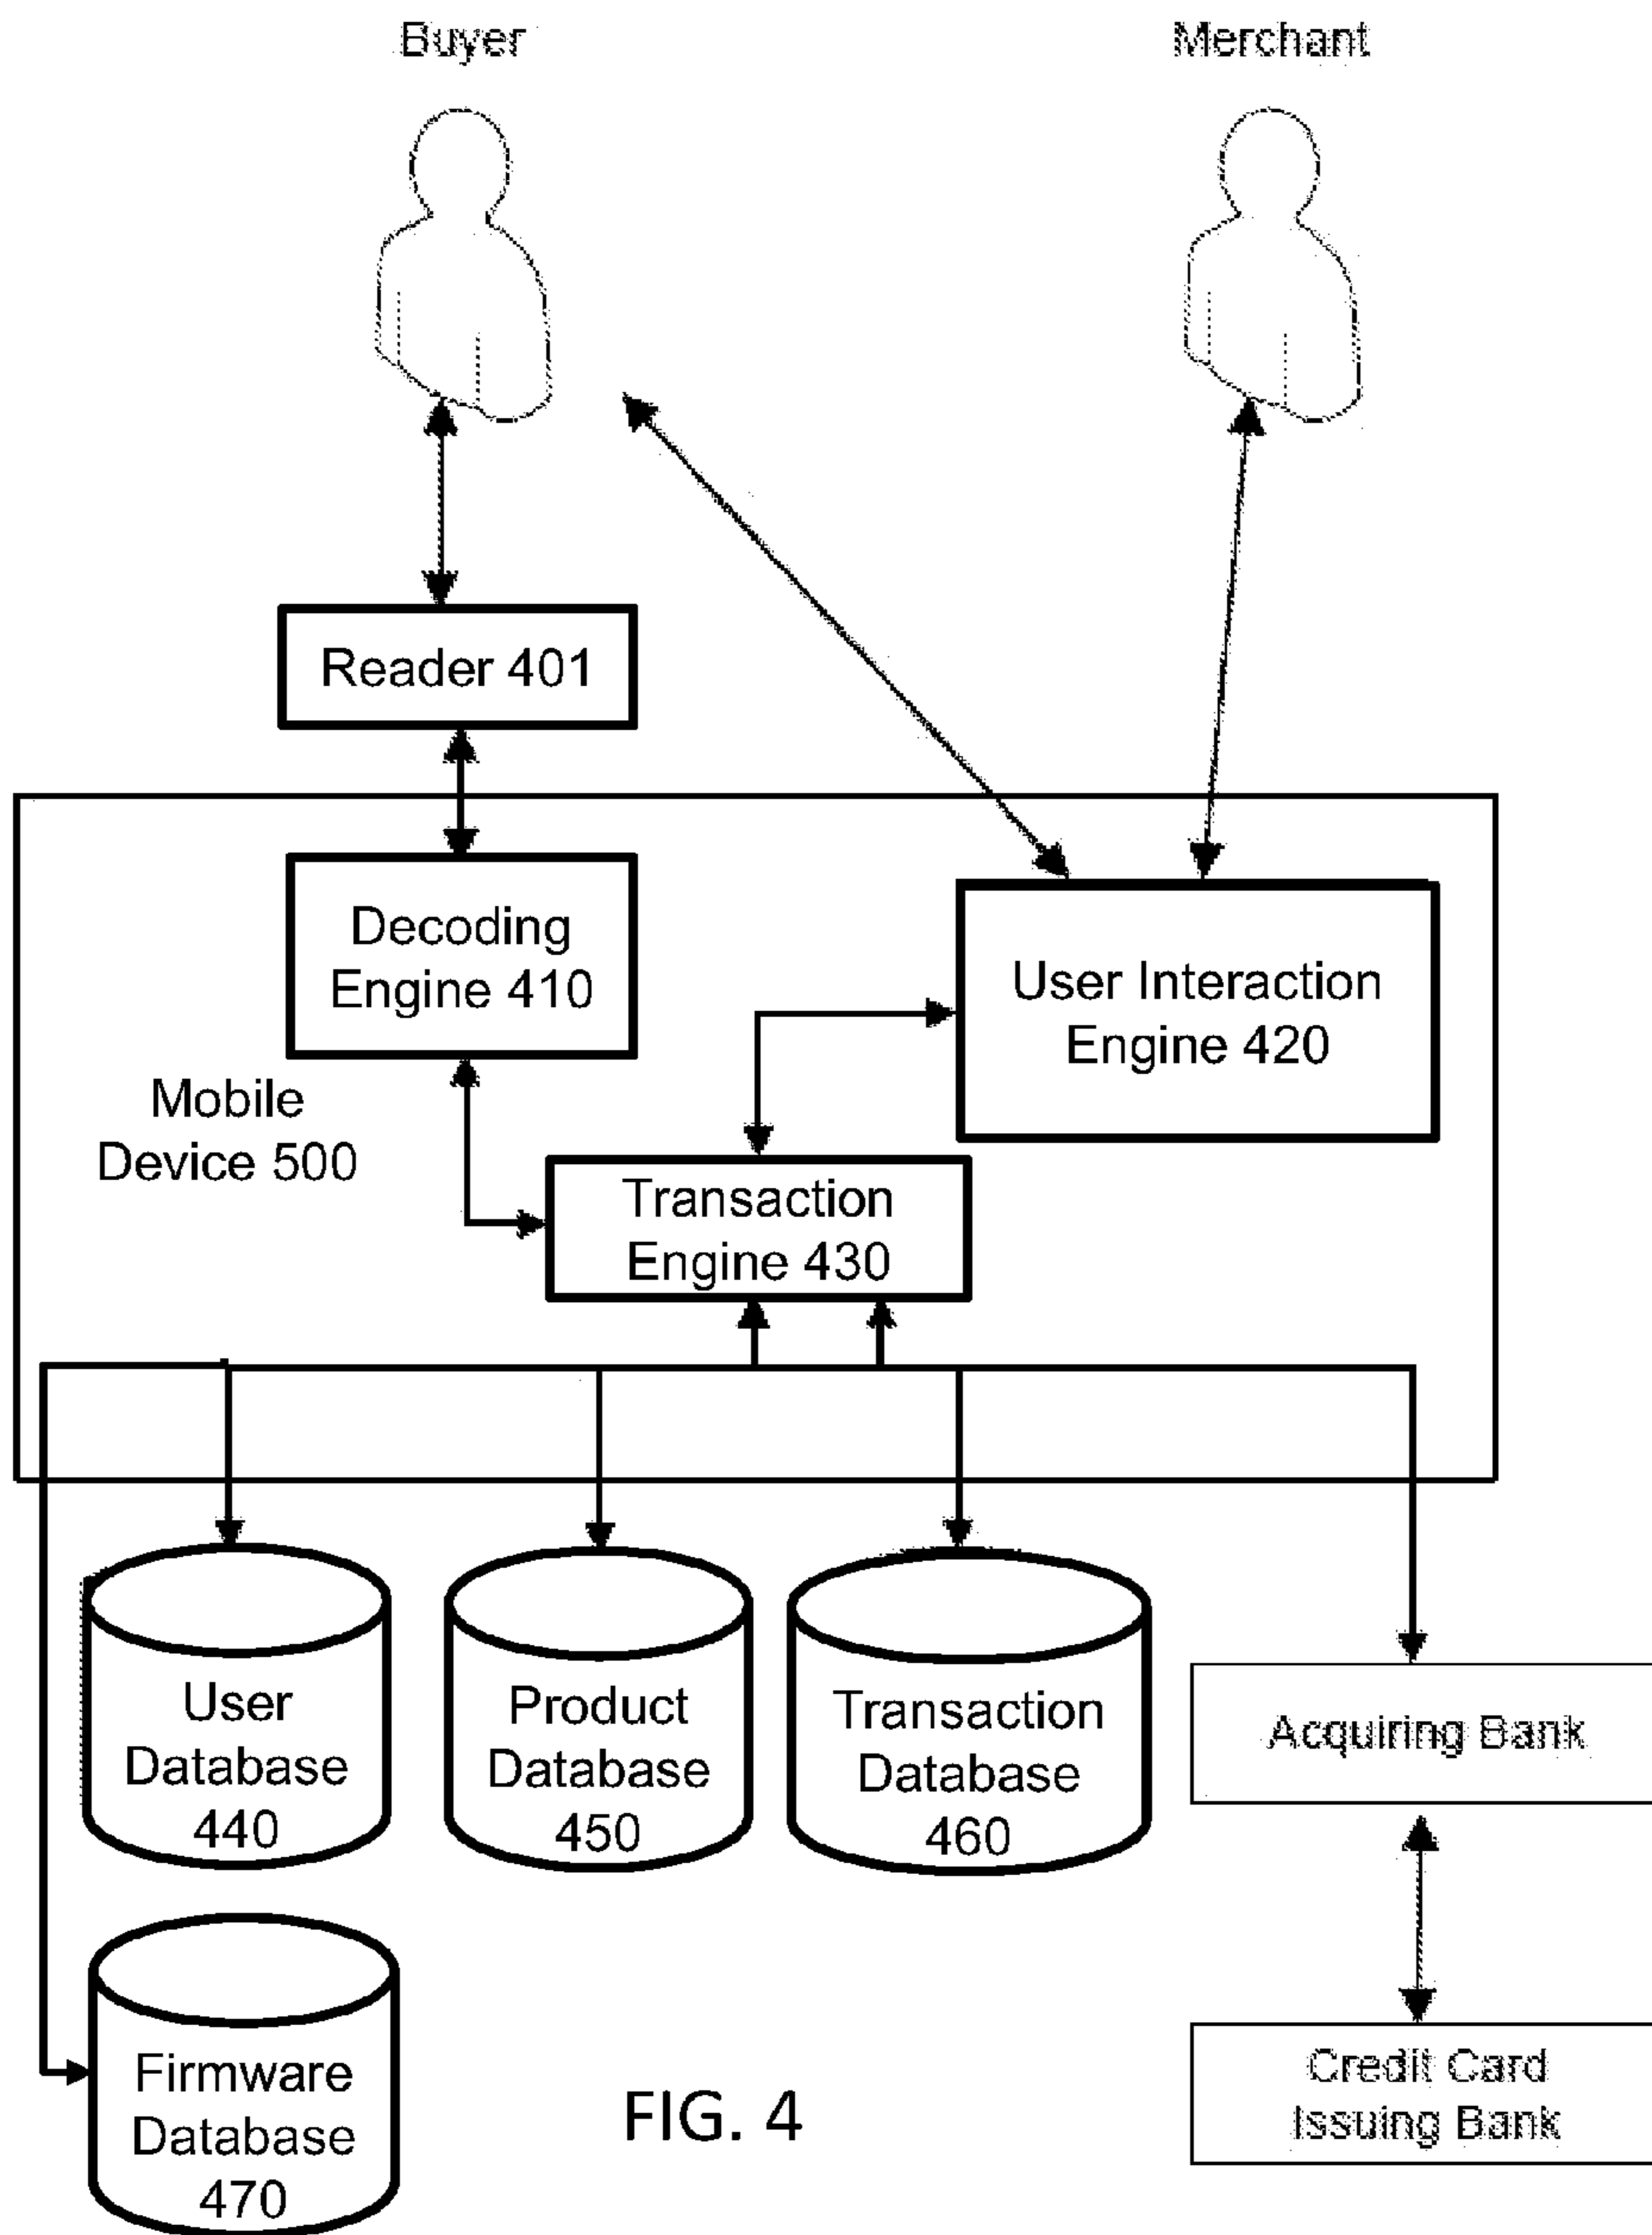 Buyer
Merchant
Reader 401
Decoding
Engine 410
User Interaction
Engine 420
Mobile
Device 500
Transaction
Engine 430
User
Database
440
Product
Database
450
Transaction
Database
460
Acquiring Bank
Firmware
Database
470
FIG. 4
Credit Card
Issuing Bank